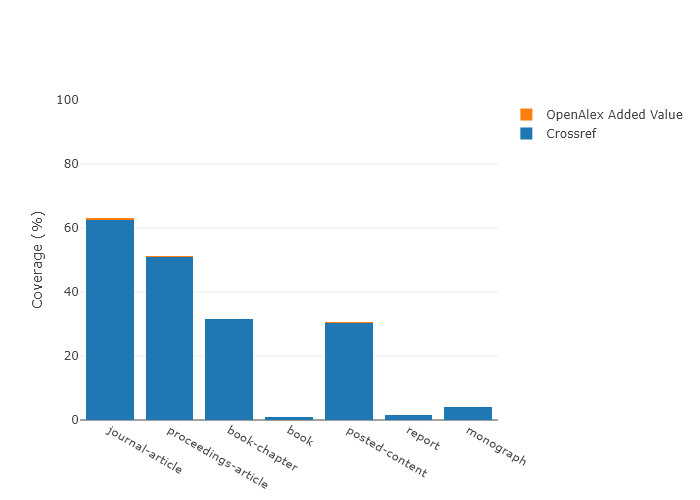 100
80
60
40
20
0
Coverage (%)
journal-article
proceedings-article
book-chapter
book
posted-content
report
monograph
OpenAlex Added Value
Crossref